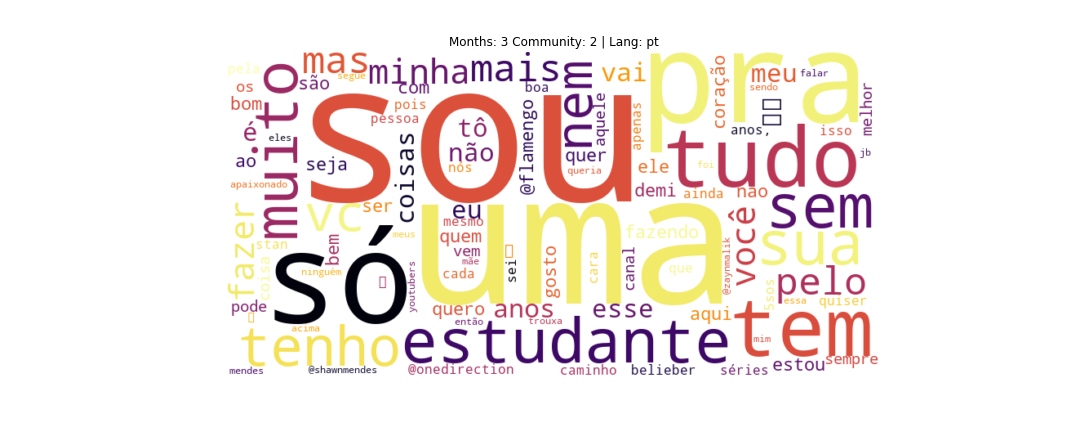 Months: 3 Community: 2 | Lang: pt
pela mas minha mais nem vai pra coração meu falar
segue são com boa os bom pois pessoa aquele apenas sendo melhor
muito sou tudo anos, isso
é eles tô não nós @flamengo quer queria ele foi jb
ao seja coisas demi ainda não sem
apaixonado vc ser eu uma você
fazer stan coisa bem meus mesmo quem vem mãe sei gosto cara canal fazendo que @zaynmalik sua
ninguém só youtubers cada pelo 5sos essa quiser
pode quero anos esse aqui
acima então trouxa mim
tenho estudante tem sempre
mendes @shawnmendes @onedirection caminho belieber séries estou